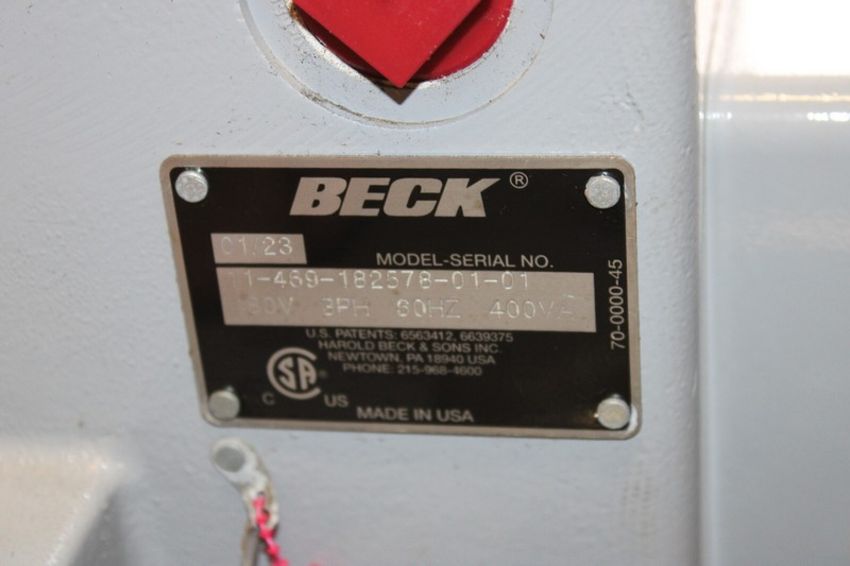 BECK®
01/23
MODEL-SERIAL NO.
11-469-182578-01-01
3PH 60HZ 400VA
U.S. PATENTS: 6563412, 6639375
HAROLD BECK & SONS INC.
NEWTOWN, PA 18940 USA
PHONE: 215-968-4600
SA®
C US
MADE IN USA
70-0000-45